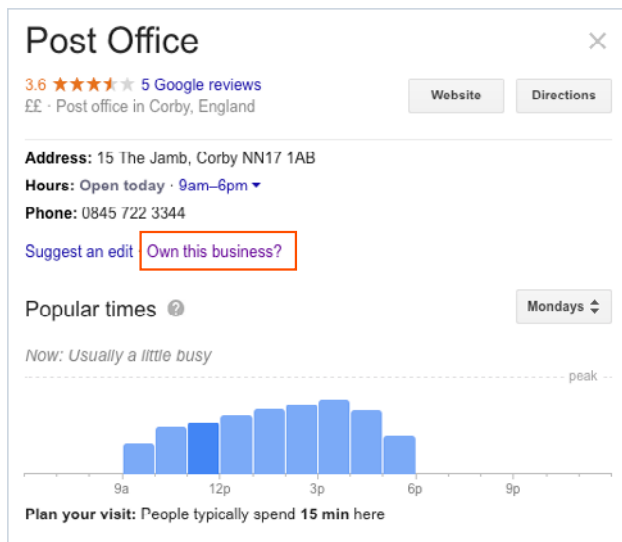 Post Office
3.6 5 Google reviews
££ · Post office in Corby, England
Website
Directions
Address: 15 The Jamb, Corby NN17 1AB
Hours: Open today · 9am–6pm
Phone: 0845 722 3344
Suggest an edit · Own this business?
Popular times
Mondays
Now: Usually a little busy
peak
9a 12p 3p 6p 9p
Plan your visit: People typically spend 15 min here